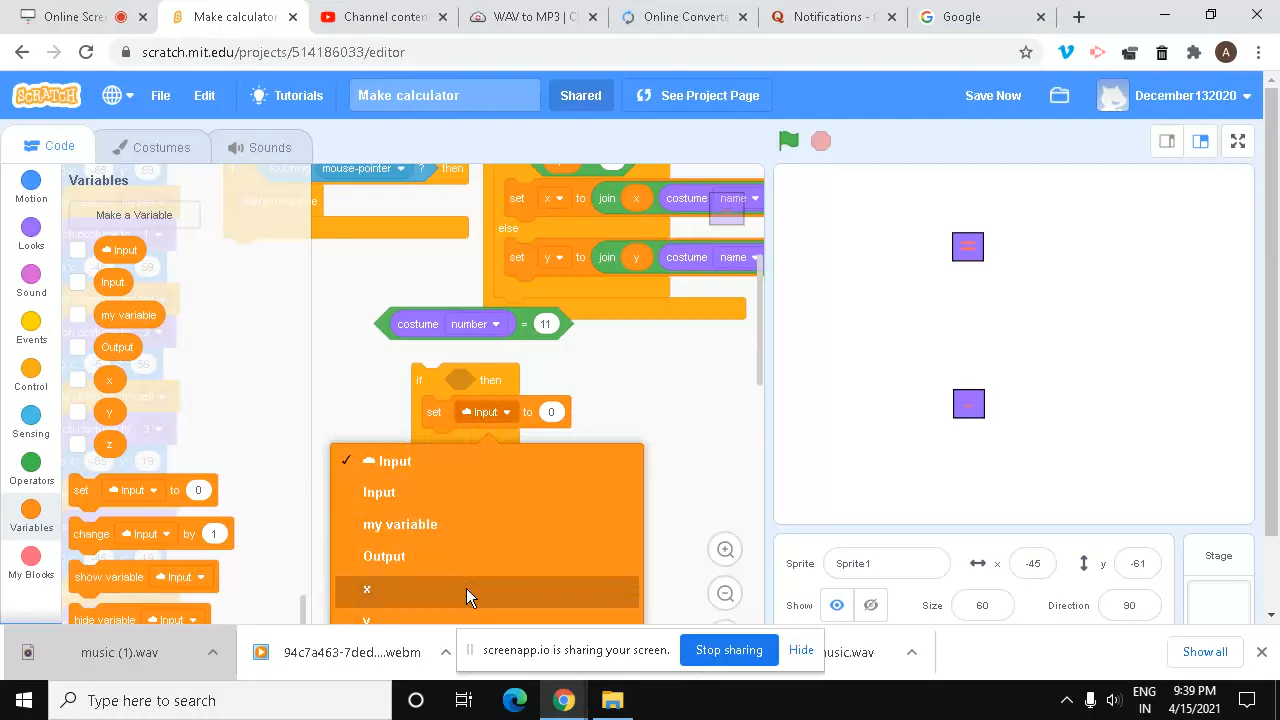 Online Scre
Make calculator
Channel conten
WAV to MP3 | C
Online Convert
Notifications -
Google
scratch.mit.edu/projects/514186033/editor
A
SCRATCH
File
Edit
Tutorials
Make calculator
Shared
See Project Page
Save Now
December132020
Code
Costumes
Sounds
Motion
Looks
Sound
Events
Control
Sensing
Operators
Variables
My Blocks
Variables
Make a Variable
Input
Input
my variable
Output
x
y
z
set Input to 0
change Input by 1
show variable Input
hide variable Input
touching mouse-pointer ? then
set x to join x costume name
else
set y to join y costume name
costume number = 11
if then
set Input to 0
Input
Input
my variable
Output
x
y
Sprite
Sprite1
x
-45
y
-61
Show
Size
60
Direction
90
Stage
music (1).wav
94c7a463-7ded....webm
screenapp.io is sharing your screen.
Stop sharing
Hide
usic.wav
Show all
Type here to search
ENG
IN
9:39 PM
4/15/2021